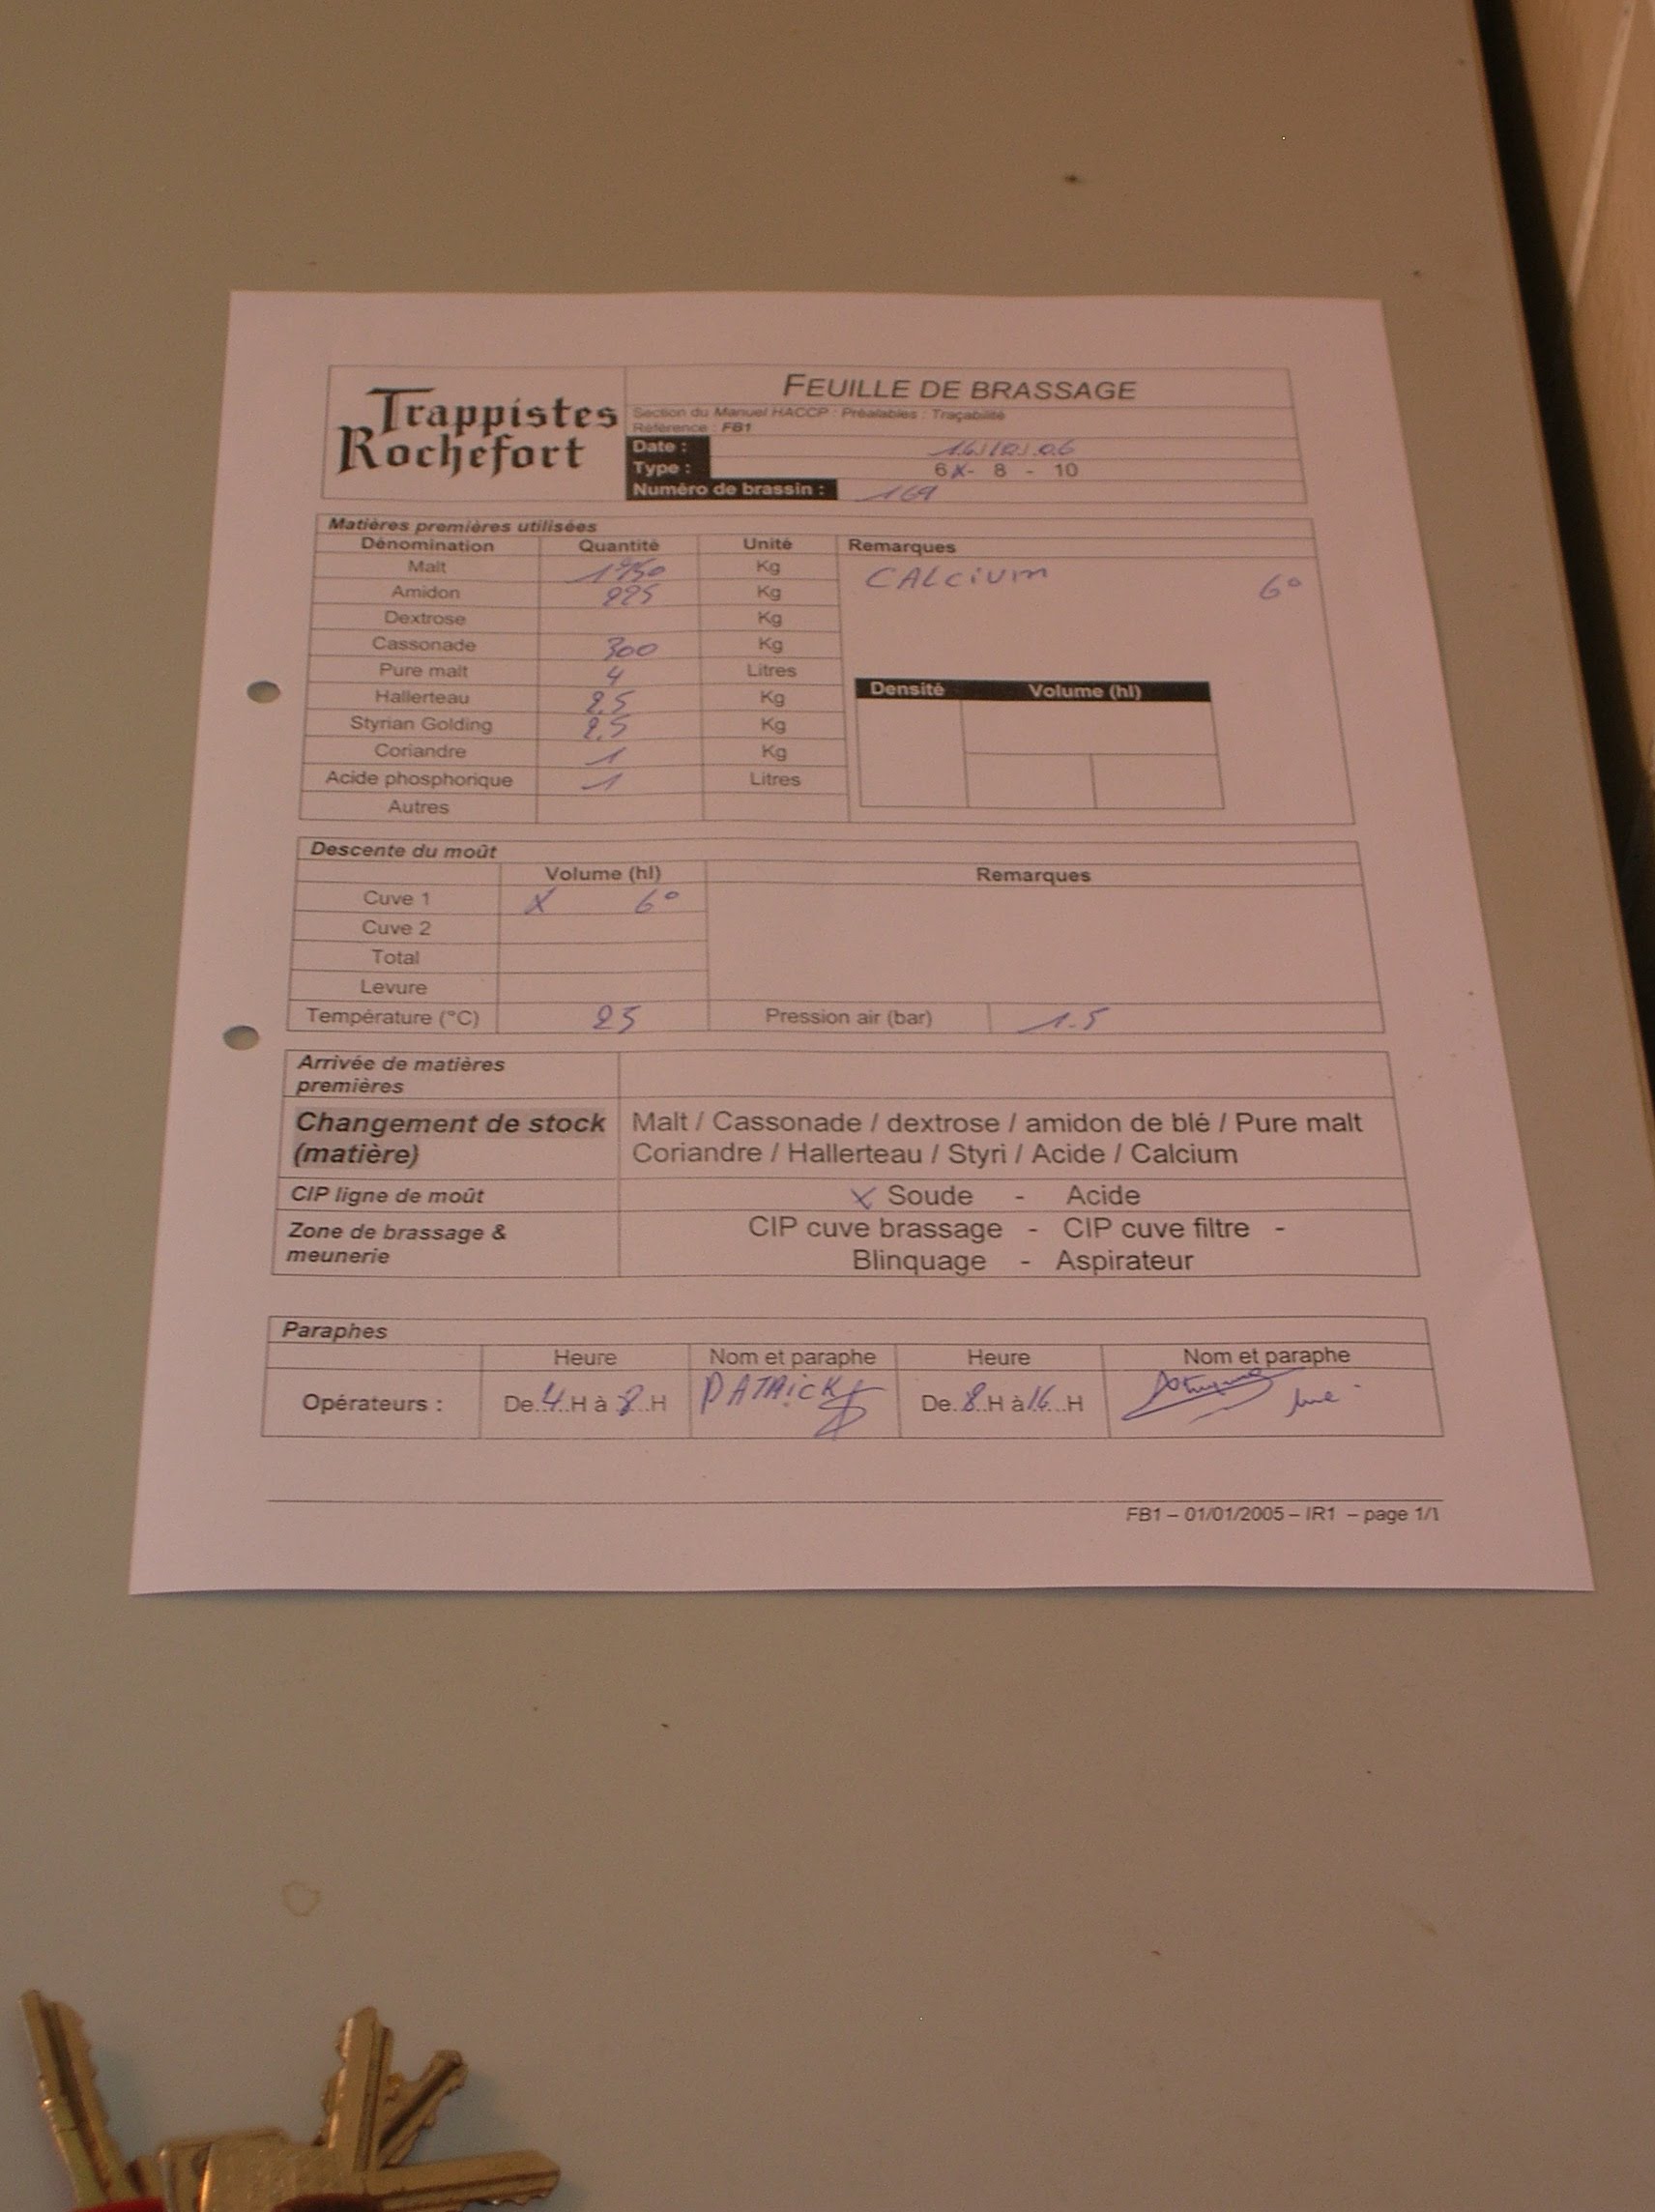 Trappistes
Rochefort
FEUILLE DE BRASSAGE
Section du Manuel HACCP : Préalables : Traçabilité
Référence : FB1
Date :
Type : 6 X - 8 - 10
Numéro de brassin : 169
Matières premières utilisées
Dénomination Quantité Unité Remarques
Malt Kg CALCIUM 6°
Amidon 225 Kg
Dextrose Kg
Cassonade 300 Kg
Pure malt 4 Litres
Hallerteau 2.5 Kg
Styrian Golding 2.5 Kg
Coriandre 1 Kg
Acide phosphorique 1 Litres
Autres
Densité Volume (hl)
Descente du moût
Volume (hl) Remarques
Cuve 1 X 6°
Cuve 2
Total
Levure
Température (°C) 25 Pression air (bar) 1.5
Arrivée de matières
premières
Changement de stock Malt / Cassonade / dextrose / amidon de blé / Pure malt
(matière) Coriandre / Hallerteau / Styri / Acide / Calcium
CIP ligne de moût X Soude - Acide
Zone de brassage & CIP cuve brassage - CIP cuve filtre -
meunerie Blinquage - Aspirateur
Paraphes
Heure Nom et paraphe Heure Nom et paraphe
Opérateurs : De..4..H à 8..H PATRICK De..8..H à 16...H
FB1 – 01/01/2005 – IR1 – page 1/1